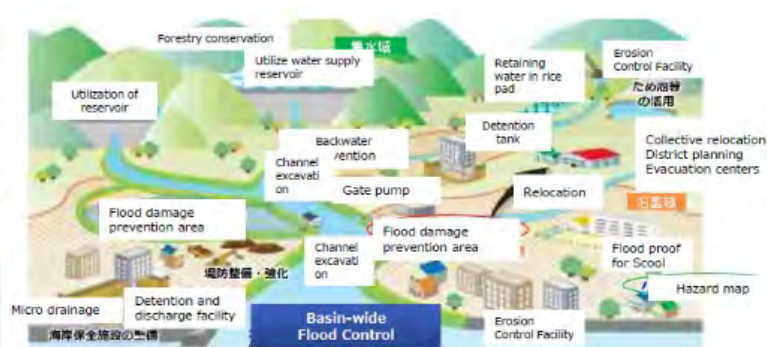 Forestry conservation
集水域
Utilize water supply
reservoir
Retaining
water in rice
pad
Erosion
Control Facility
Utilization of
reservoir
の活用
Detention
tank
Backwater
vention
Channel
excavati
on
Collective relocation
District planning
Evacuation centers
Gate pump
Relocation
氾濫域
Flood damage
prevention area
Flood damage
prevention area
Channel
excavati
on
Flood proof
for Scool
堤防整備・強化
Hazard map
Micro drainage
Detention and
discharge facility
Basin-wide
Flood Control
Erosion
Control Facility
海岸保全施設の整備